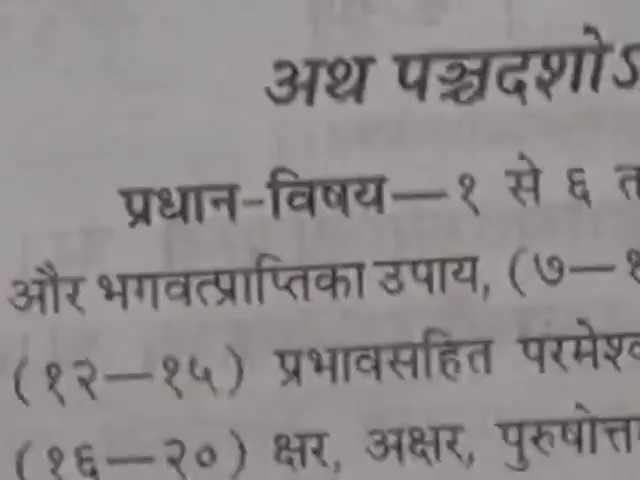 अथ पञ्चदशोऽ
प्रधान-विषय—१ से ६ त
और भगवत्प्राप्तिका उपाय, (७—१
(१२—१५) प्रभावसहित परमेश्व
(१६—२०) क्षर, अक्षर, पुरुषोत्त